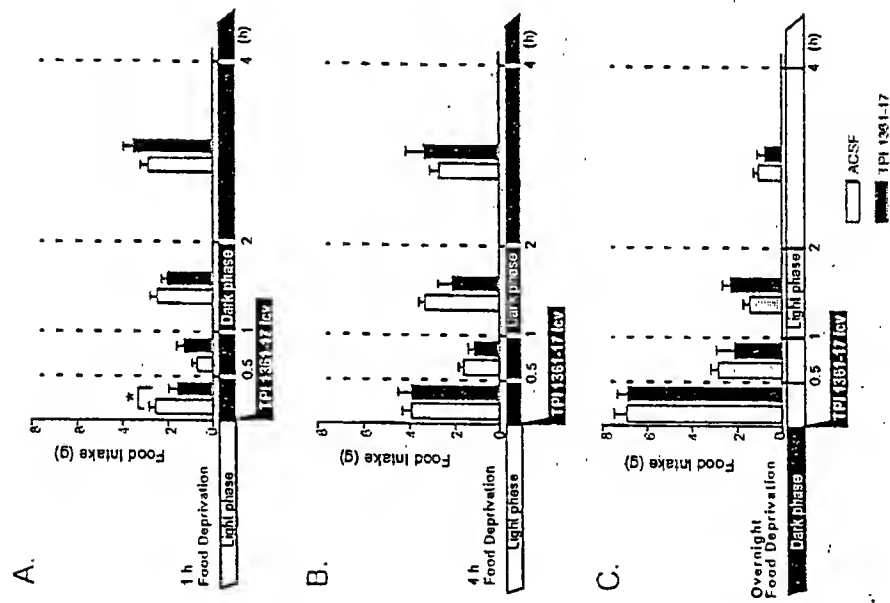 A.
Food Intake (g)
8
6
4
2
0
*
1 h
Food Deprivation
Light phase
Dark phase
0.5
1
2
4
(h)
TPI 1361-17 icv
B.
Food Intake (g)
8
6
4
2
0
4 h
Food Deprivation
Light phase
Dark phase
0.5
1
2
4
(h)
TPI 1361-17 icv
C.
Food Intake (g)
8
6
4
2
0
Overnight
Food Deprivation
Dark phase
Light phase
0.5
1
2
4
(h)
TPI 1361-17 icv
ACSF
TPI 1361-17